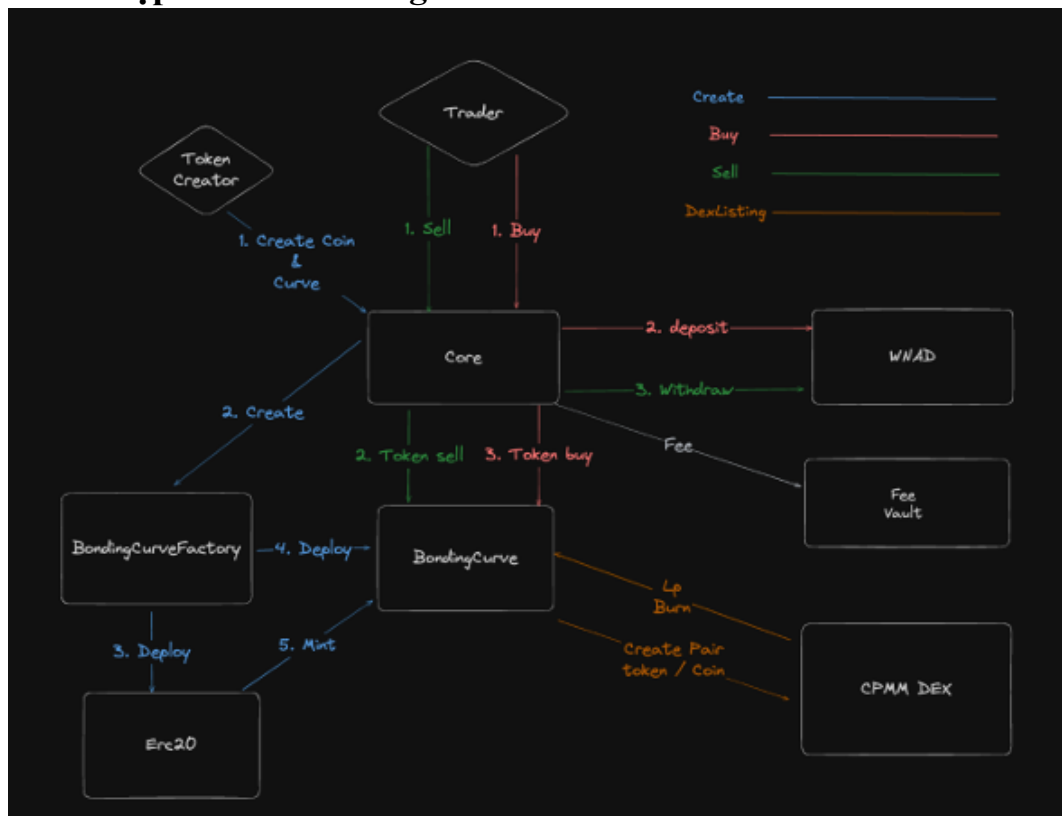 Trader
Token
Creator
Create
Buy
Sell
DexListing
1. Create Coin
&
Curve
1. Sell
1. Buy
Core
2. deposit
3. Withdraw
WNAD
2. Create
2. Token sell
3. Token buy
Fee
Fee
Vault
BondingCurveFactory
4. Deploy
BondingCurve
Lp
Burn
3. Deploy
5. Mint
Create Pair
token / Coin
CPMM DEX
Erc20